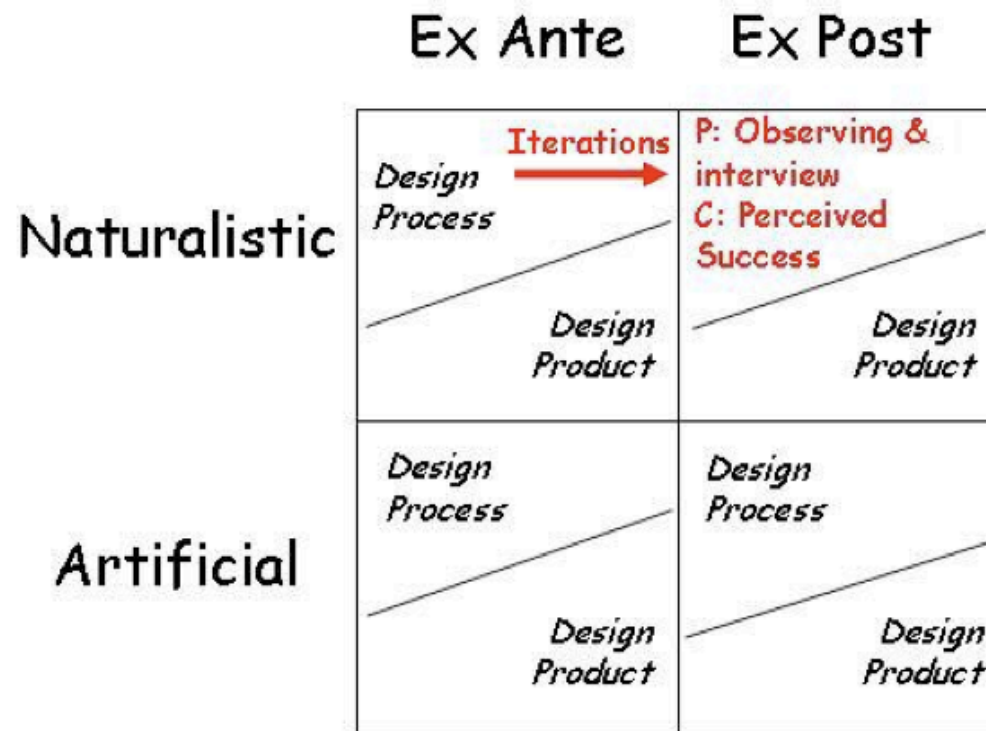 Ex Ante Ex Post
Naturalistic
Iterations
Design
Process
Design
Product
P: Observing &
interview
C: Perceived
Success
Design
Product
Artificial
Design
Process
Design
Product
Design
Process
Design
Product